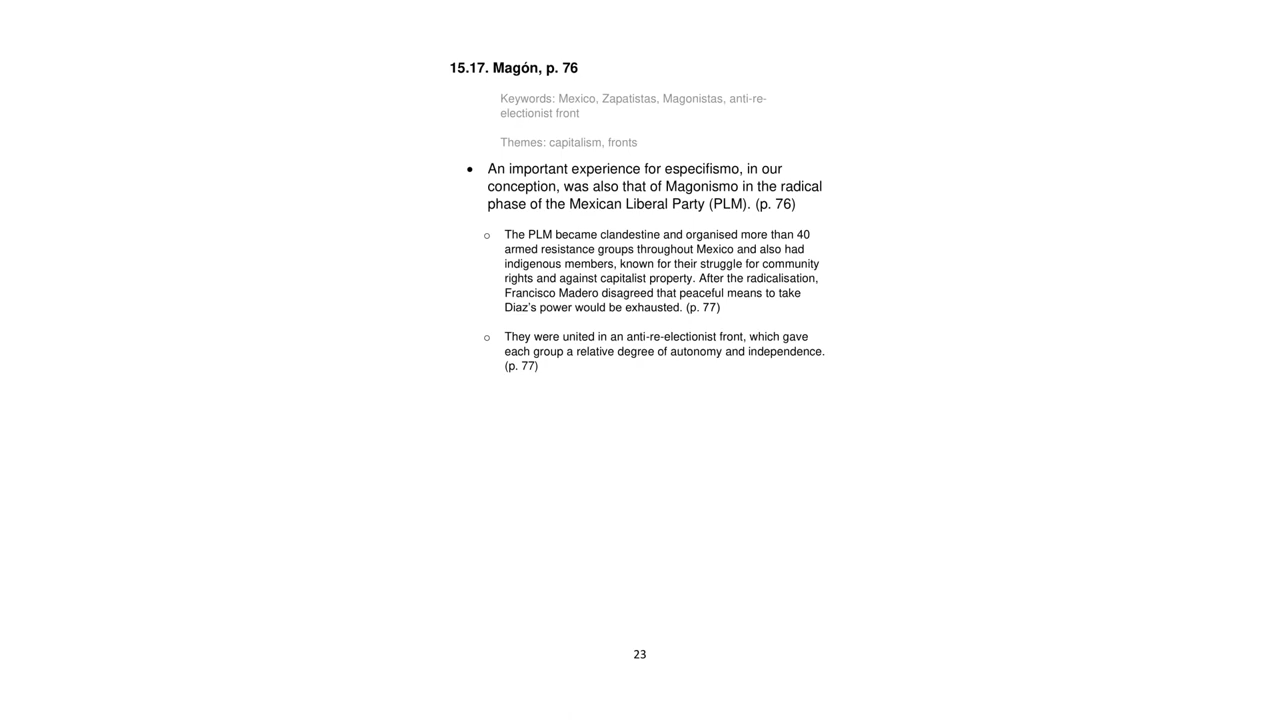 15.17. Magón, p. 76
Keywords: Mexico, Zapatistas, Magonistas, anti-re-
electionist front
Themes: capitalism, fronts
• An important experience for especifismo, in our
conception, was also that of Magonismo in the radical
phase of the Mexican Liberal Party (PLM). (p. 76)
o The PLM became clandestine and organised more than 40
armed resistance groups throughout Mexico and also had
indigenous members, known for their struggle for community
rights and against capitalist property. After the radicalisation,
Francisco Madero disagreed that peaceful means to take
Diaz's power would be exhausted. (p. 77)
o They were united in an anti-re-electionist front, which gave
each group a relative degree of autonomy and independence.
(p. 77)
23